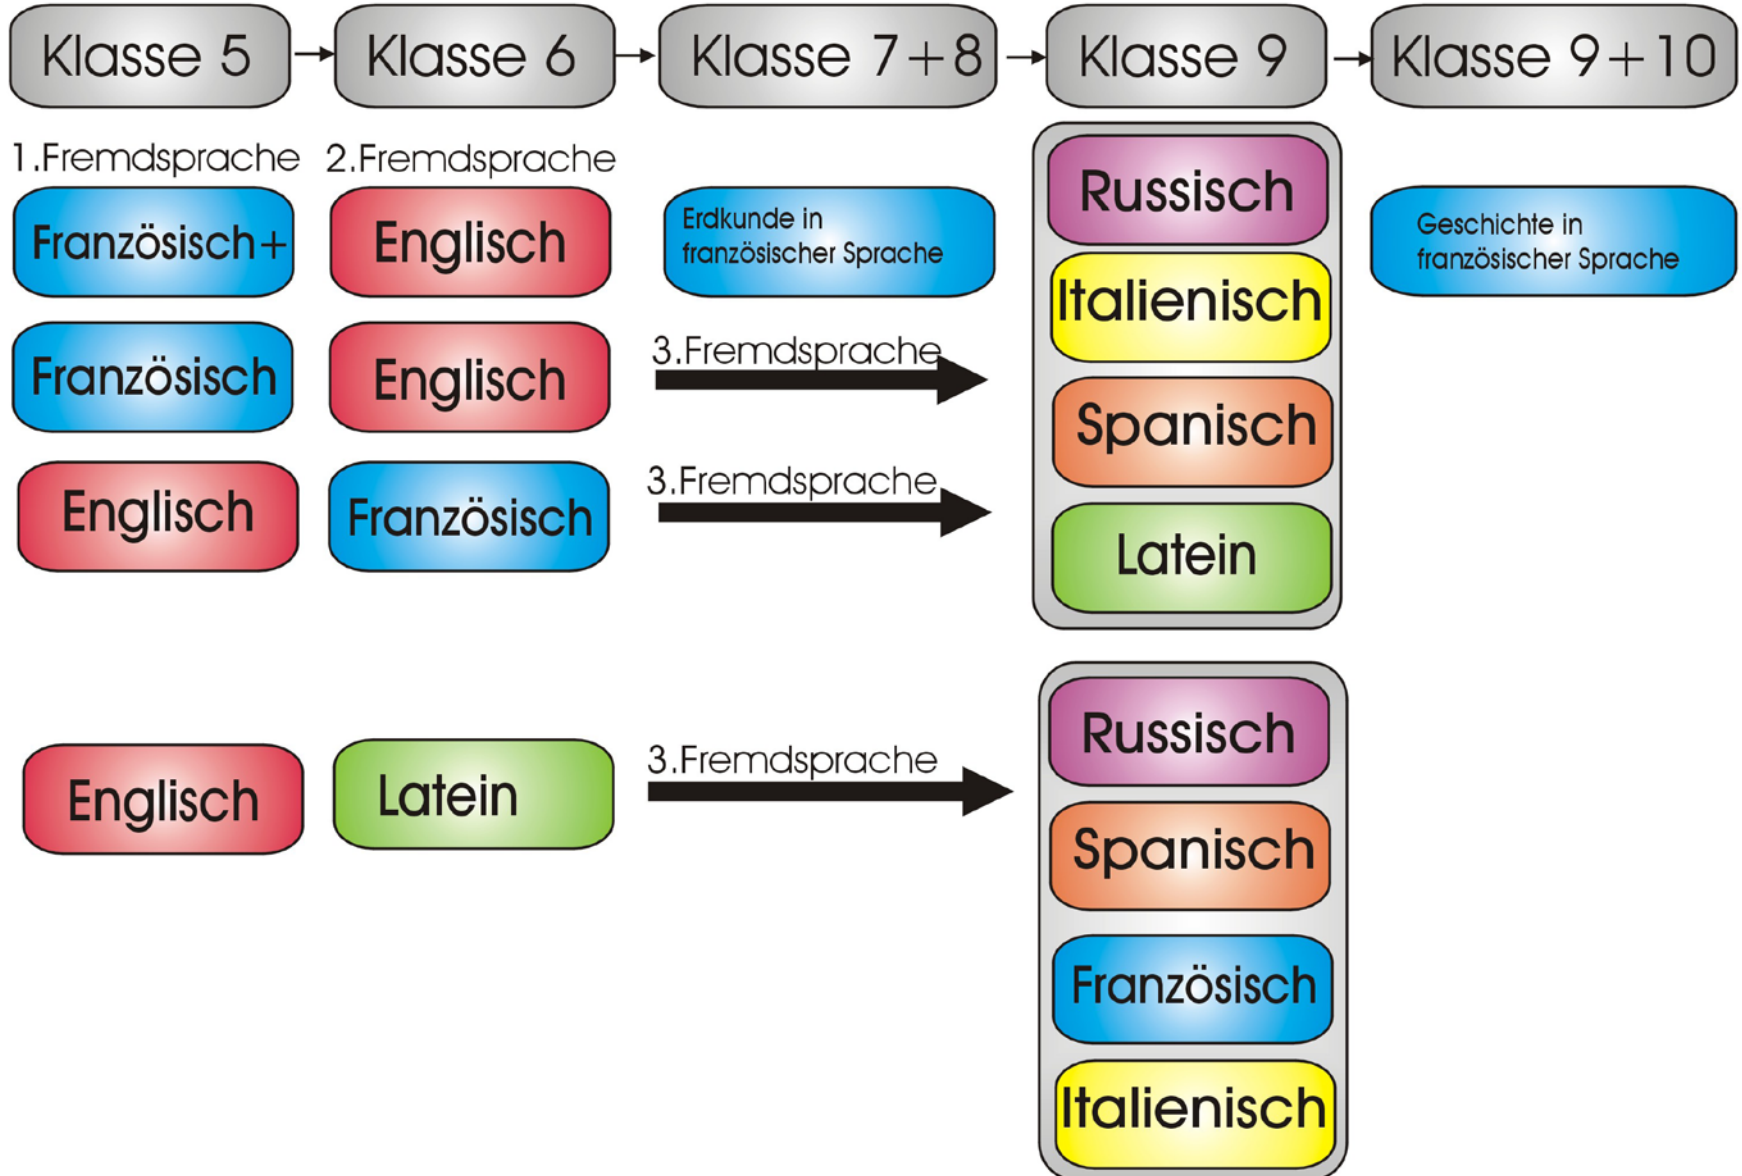 Klasse 5
Klasse 6
Klasse 7+8
Klasse 9
Klasse 9+10
1.Fremdsprache
2.Fremdsprache
Französisch+
Englisch
Erdkunde in
französischer Sprache
Russisch
Geschichte in
französischer Sprache
Italienisch
Französisch
Englisch
3.Fremdsprache
Spanisch
Englisch
Französisch
3.Fremdsprache
Latein
Englisch
Latein
3.Fremdsprache
Russisch
Spanisch
Französisch
Italienisch